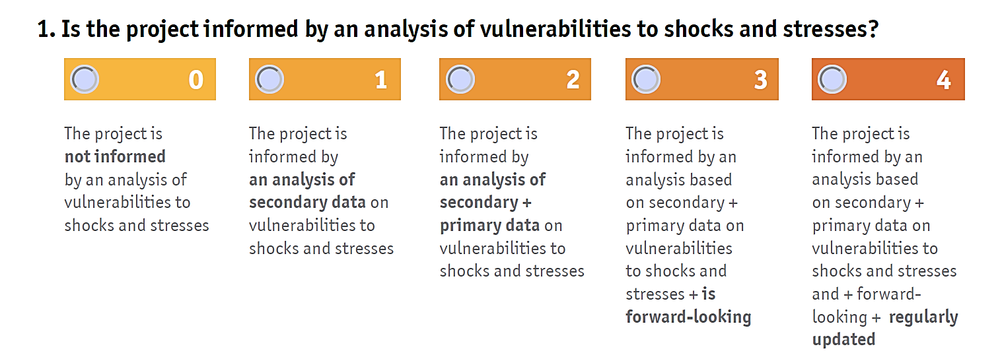 1. Is the project informed by an analysis of vulnerabilities to shocks and stresses?
0
The project is
not informed
by an analysis of
vulnerabilities to
shocks and stresses
1
The project is
informed by
an analysis of
secondary data on
vulnerabilities to
shocks and stresses
2
The project is
informed by
an analysis of
secondary +
primary data on
vulnerabilities to
shocks and stresses
3
The project is
informed by an
analysis based
on secondary +
primary data on
vulnerabilities
to shocks and
stresses + is
forward-looking
4
The project is
informed by an
analysis based
on secondary +
primary data on
vulnerabilities to
shocks and stresses
and + forward-
looking + regularly
updated